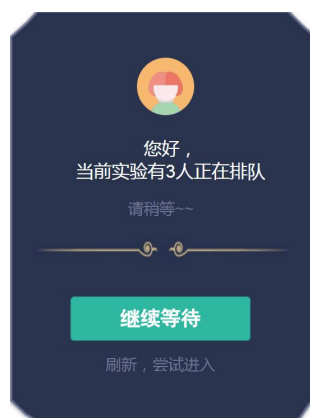 您好，
当前实验有3人正在排队
请稍等~~
继续等待
刷新，尝试进入